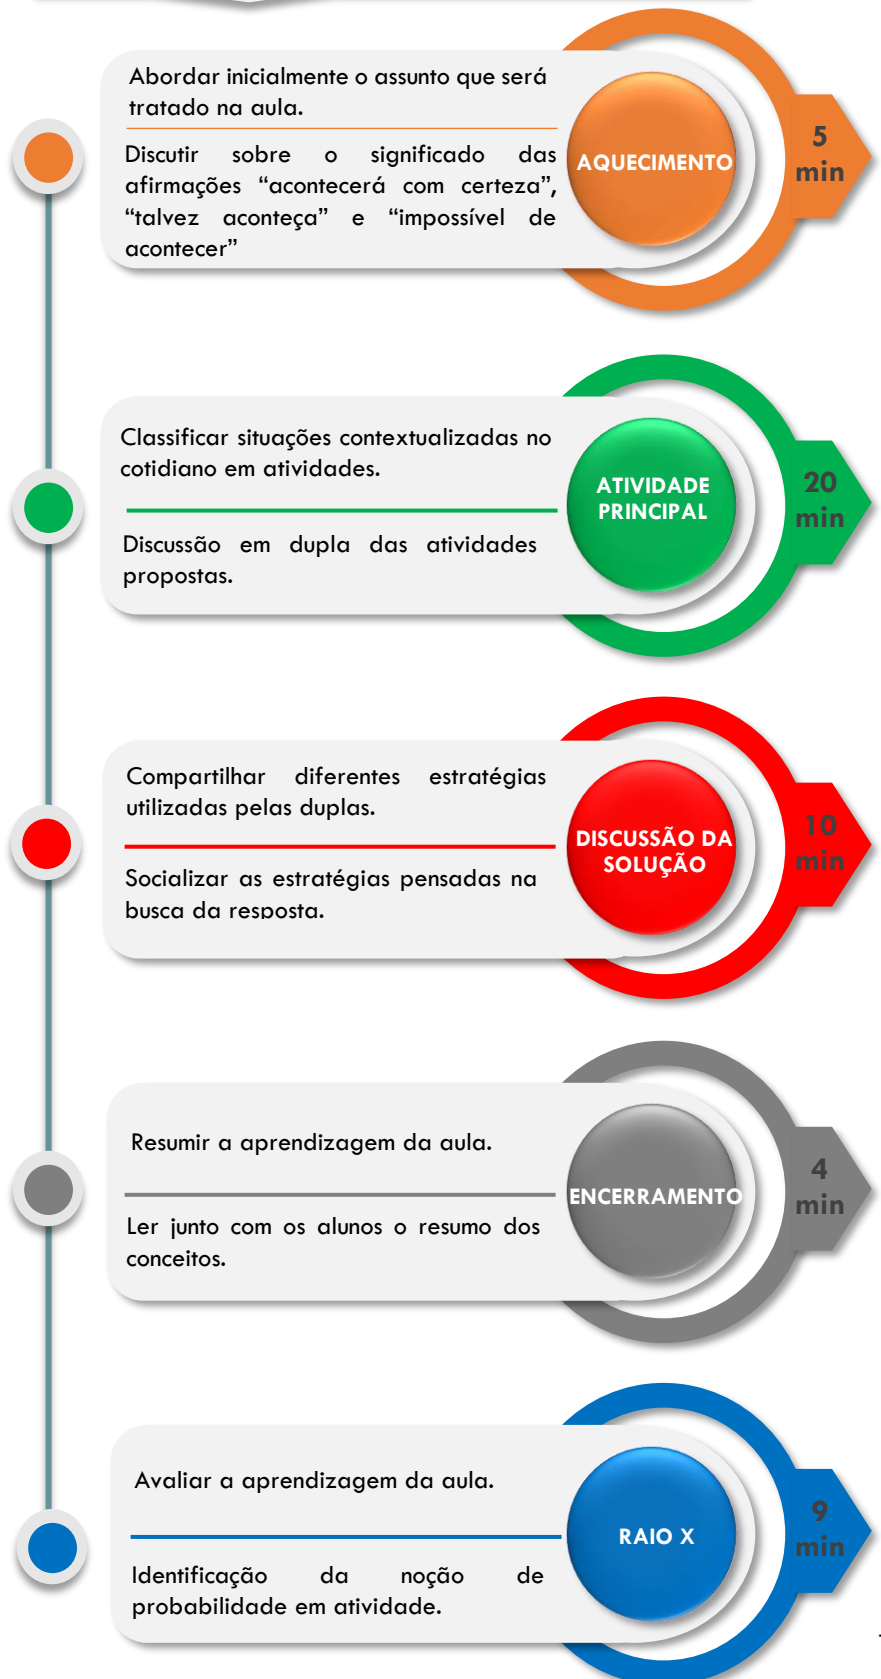 Abordar inicialmente o assunto que será
tratado na aula.
Discutir sobre o significado das
afirmações “acontecerá com certeza”,
“talvez aconteça” e “impossível de
acontecer”
AQUECIMENTO
5
min
Classificar situações contextualizadas no
cotidiano em atividades.
Discussão em dupla das atividades
propostas.
ATIVIDADE
PRINCIPAL
20
min
Compartilhar diferentes estratégias
utilizadas pelas duplas.
Socializar as estratégias pensadas na
busca da resposta.
DISCUSSÃO DA
SOLUÇÃO
10
min
Resumir a aprendizagem da aula.
Ler junto com os alunos o resumo dos
conceitos.
ENCERRAMENTO
4
min
Avaliar a aprendizagem da aula.
Identificação da noção de
probabilidade em atividade.
RAIO X
9
min